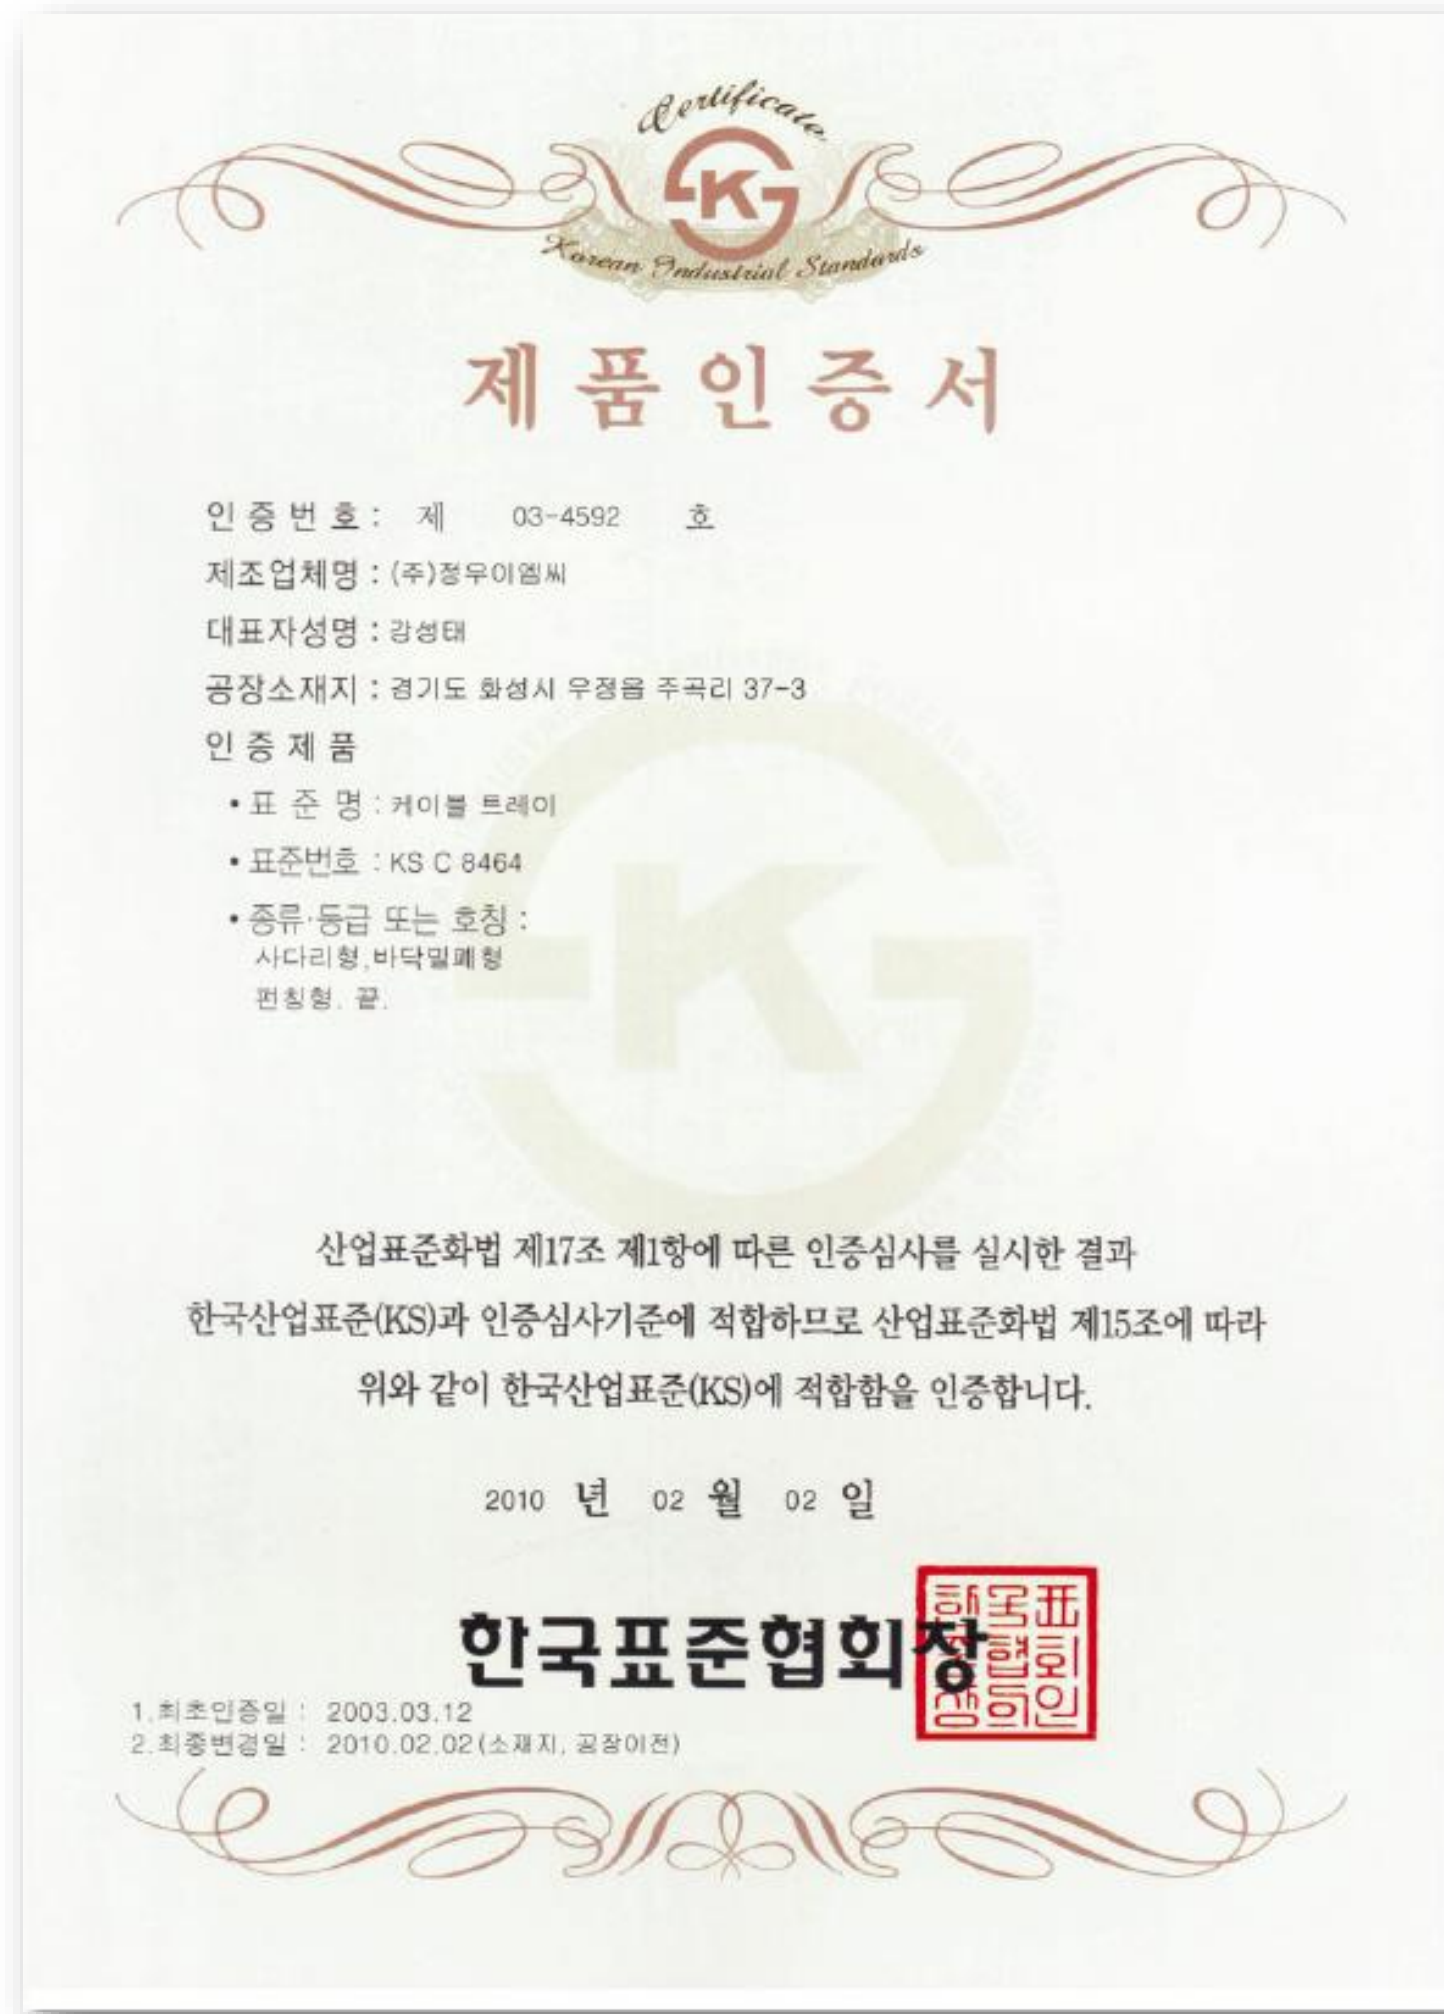 Certificate
KS
Korean Industrial Standards
제품인증서
인증번호 : 제 03-4592 호
제조업체명 : (주)정우이엠씨
대표자성명 : 강성태
공장소재지 : 경기도 화성시 우정읍 주곡리 37-3
인증제품
• 표준명 : 케이블 트레이
• 표준번호 : KS C 8464
• 종류·등급 또는 호칭 :
사다리형,바닥밀폐형
펀칭형. 끝.
산업표준화법 제17조 제1항에 따른 인증심사를 실시한 결과
한국산업표준(KS)과 인증심사기준에 적합하므로 산업표준화법 제15조에 따라
위와 같이 한국산업표준(KS)에 적합함을 인증합니다.
2010 년 02 월 02 일
한국표준협회장
1.최초인증일 : 2003.03.12
2.최종변경일 : 2010.02.02(소재지, 공장이전)